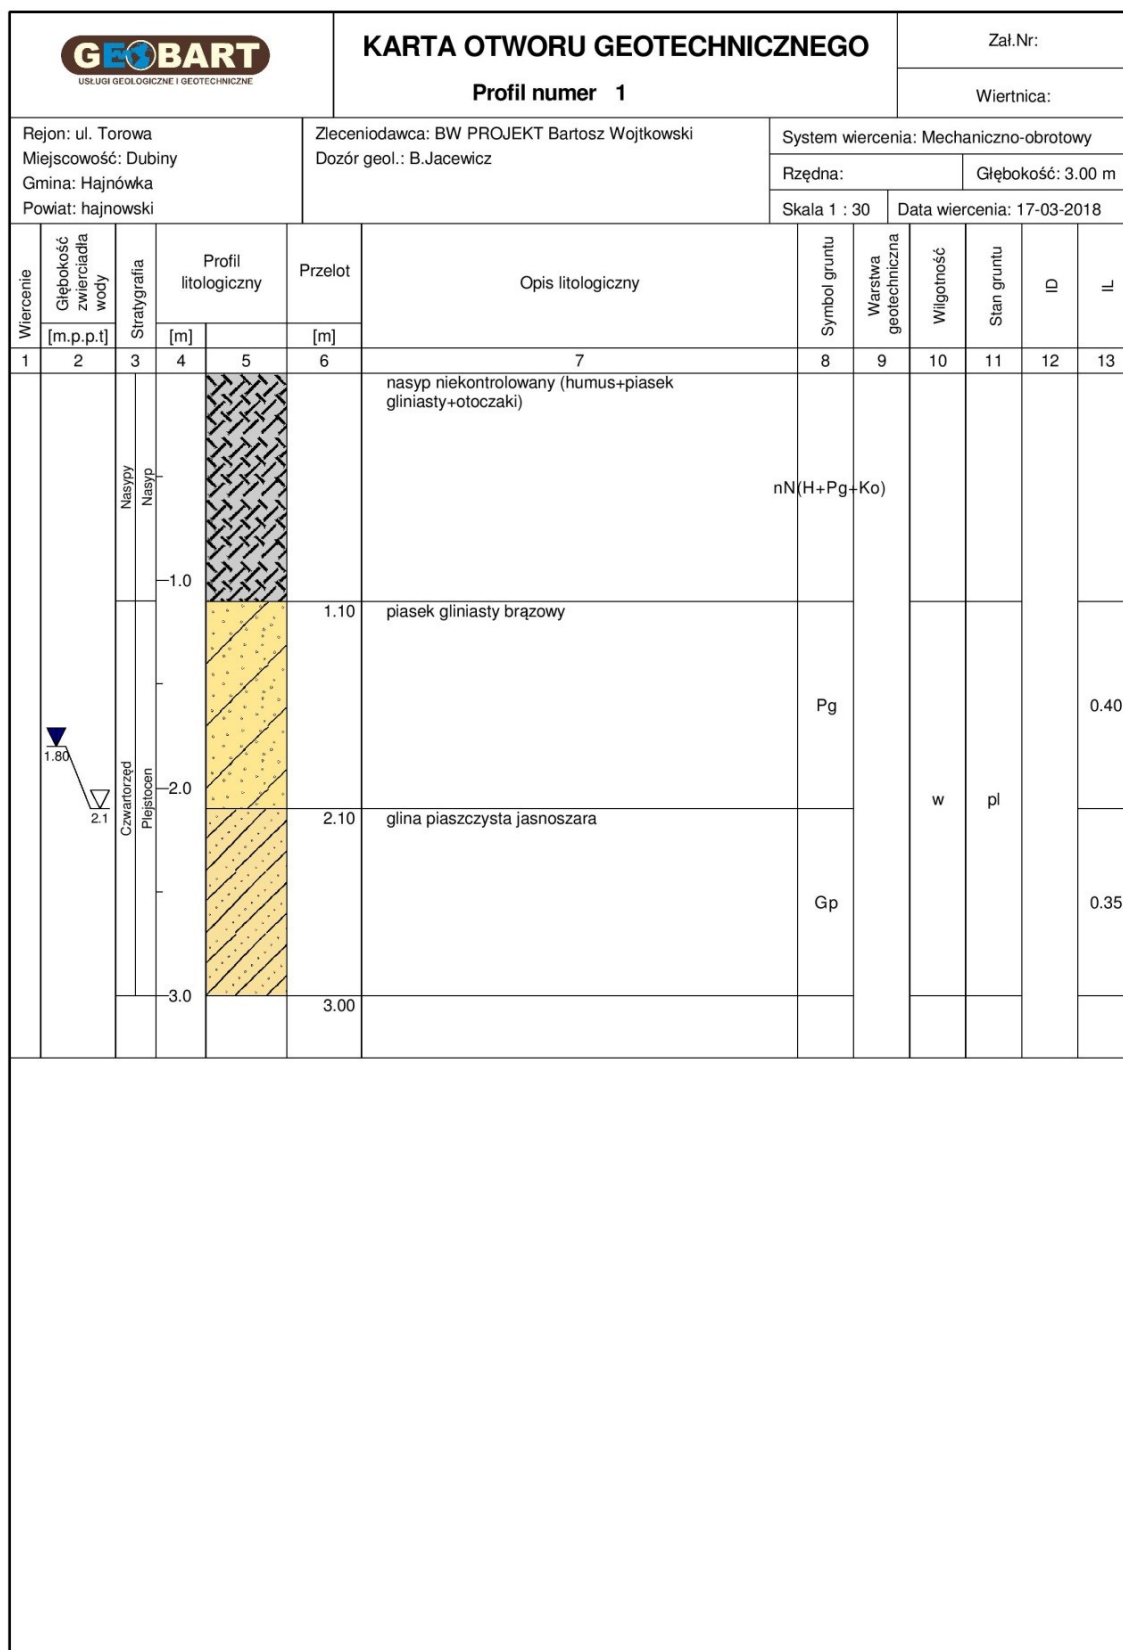 GEOBART
USŁUGI GEOLOGICZNE I GEOTECHNICZNE
KARTA OTWORU GEOTECHNICZNEGO
Profil numer 1
Zał.Nr:
Wiertnica:
Rejon: ul. Torowa
Miejscowość: Dubiny
Gmina: Hajnówka
Powiat: hajnowski
Zleceniodawca: BW PROJEKT Bartosz Wojtkowski
Dozór geol.: B.Jacewicz
System wiercenia: Mechaniczno-obrotowy
Rzędna:
Głębokość: 3.00 m
Skala 1 : 30
Data wiercenia: 17-03-2018
Wiercenie
Głębokość
zwierciadła
wody
[m.p.p.t]
Stratygrafia
Profil
litologiczny
[m]
Przelot
[m]
Opis litologiczny
Symbol gruntu
Warstwa
geotechniczna
Wilgotność
Stan gruntu
ID
IL
1 2 3 4 5 6 7 8 9 10 11 12 13
nasyp niekontrolowany (humus+piasek
gliniasty+otoczaki)
Nasypy
Nasyp
nN(H+Pg+Ko)
1.0
1.10 piasek gliniasty brązowy
Pg
0.40
1.80
2.1
Czwartorzęd
Plejstocen
2.0
w
pl
2.10 glina piaszczysta jasnoszara
Gp
0.35
3.0
3.00